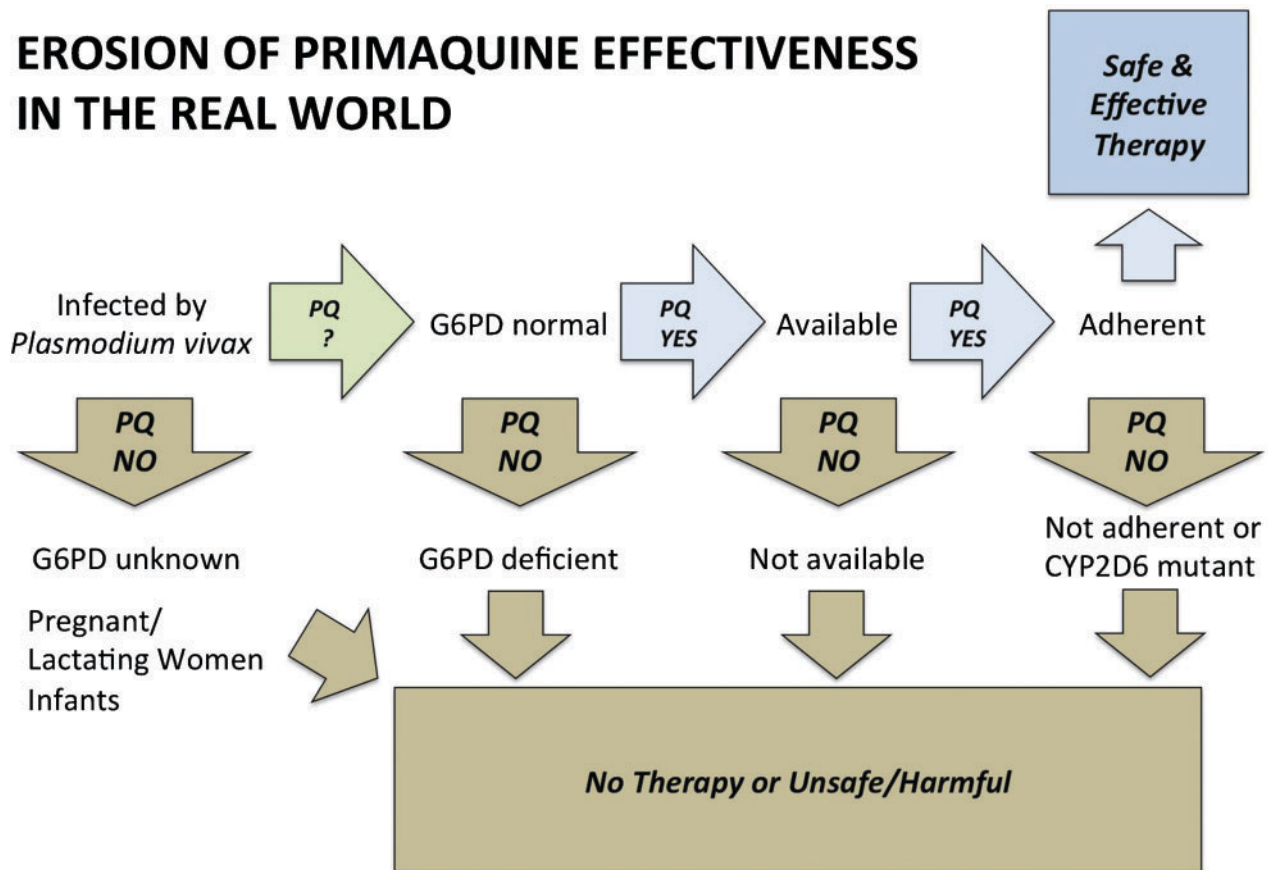 EROSION OF PRIMAQUINE EFFECTIVENESS
IN THE REAL WORLD
Safe &
Effective
Therapy
Infected by
Plasmodium vivax
PQ
?
G6PD normal
PQ
YES
Available
PQ
YES
Adherent
PQ
NO
PQ
NO
PQ
NO
PQ
NO
G6PD unknown
G6PD deficient
Not available
Not adherent or
CYP2D6 mutant
Pregnant/
Lactating Women
Infants
No Therapy or Unsafe/Harmful